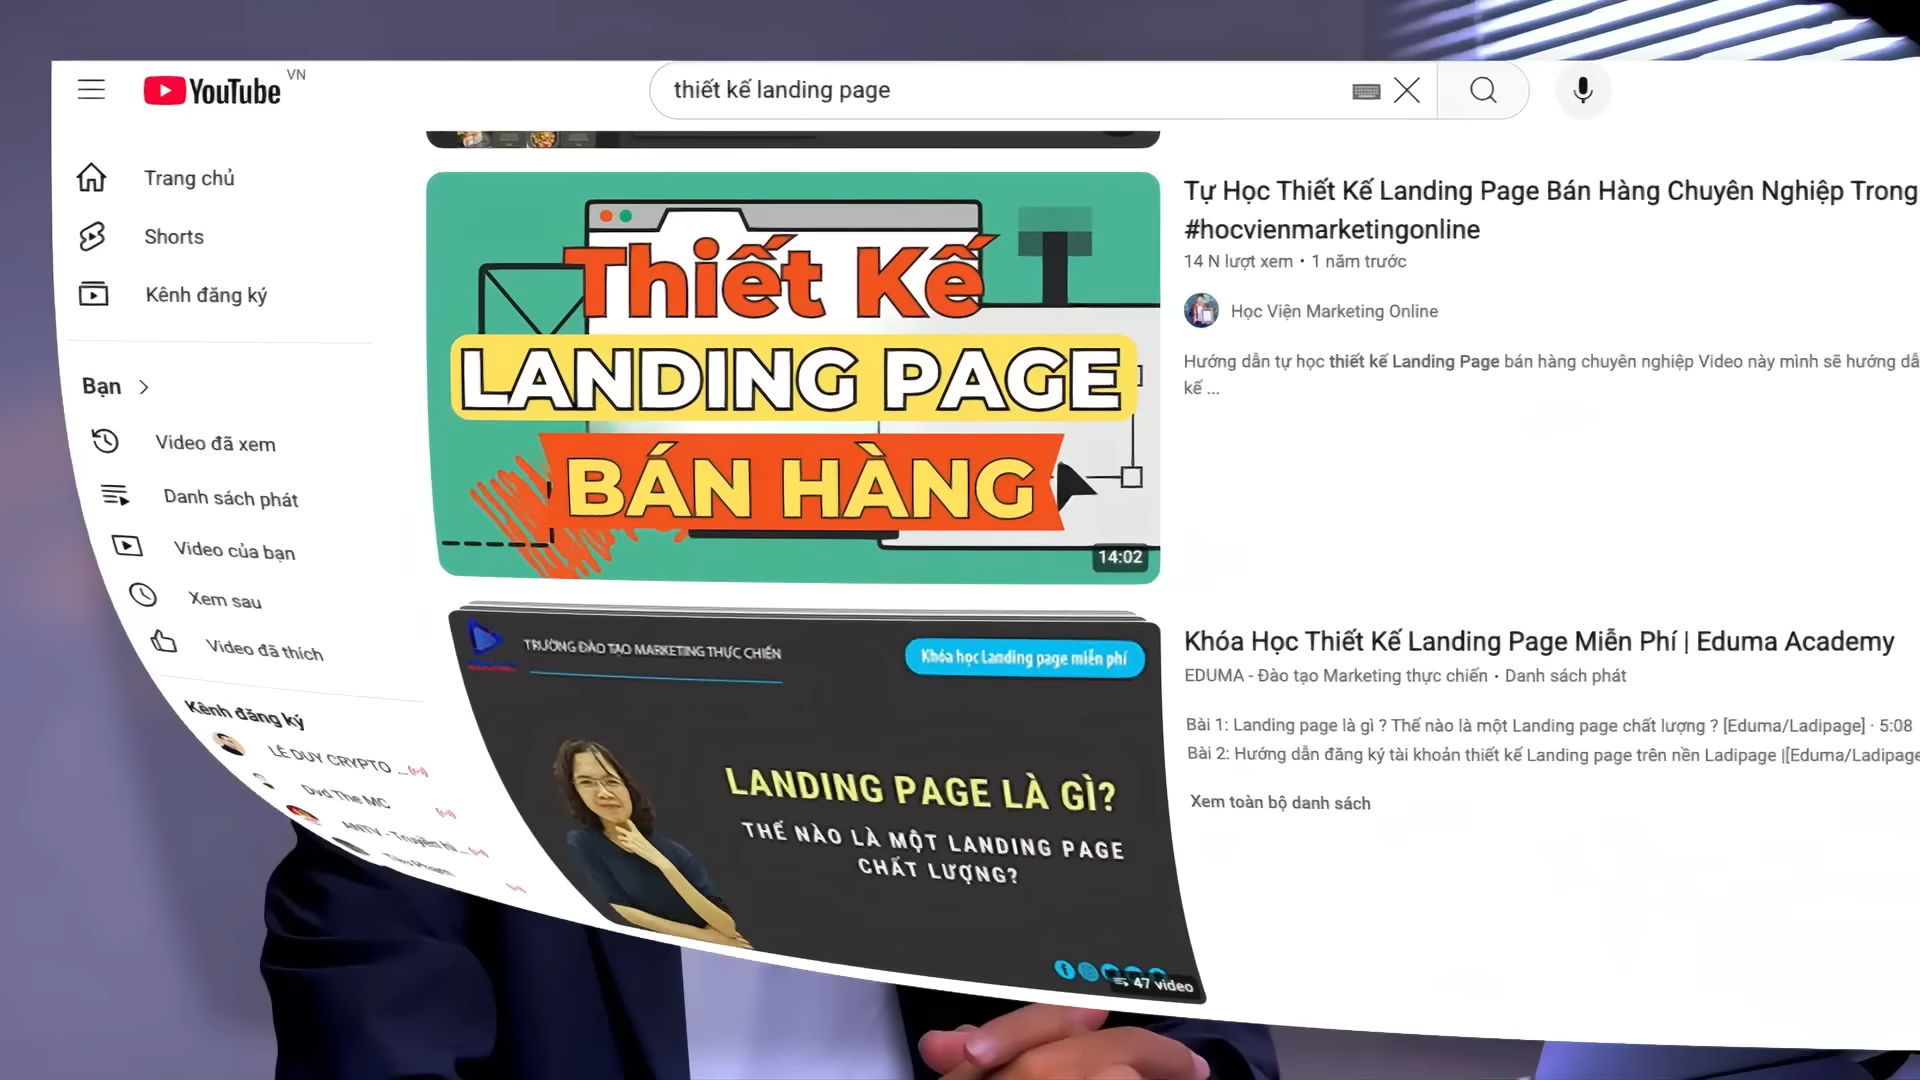 YouTube VN
thiết kế landing page
Trang chủ
Shorts
Kênh đăng ký
Bạn
Video đã xem
Danh sách phát
Video của bạn
Xem sau
Video đã thích
Kênh đăng ký
LÊ DUY CRYPTO ...
Dvd The MC
ANTV - Truyền hì...
Thiết Kế
LANDING PAGE
BÁN HÀNG
14:02
Tự Học Thiết Kế Landing Page Bán Hàng Chuyên Nghiệp Trong
#hocvienmarketingonline
14 N lượt xem • 1 năm trước
Học Viện Marketing Online
Hướng dẫn tự học thiết kế Landing Page bán hàng chuyên nghiệp Video này mình sẽ hướng dẫ
kế ...
TRƯỜNG ĐÀO TẠO MARKETING THỰC CHIẾN
Khóa học Landing page miễn phí
LANDING PAGE LÀ GÌ?
THẾ NÀO LÀ MỘT LANDING PAGE
CHẤT LƯỢNG?
47 video
Khóa Học Thiết Kế Landing Page Miễn Phí | Eduma Academy
EDUMA - Đào tạo Marketing thực chiến • Danh sách phát
Bài 1: Landing page là gì ? Thế nào là một Landing page chất lượng ? [Eduma/Ladipage] · 5:08
Bài 2: Hướng dẫn đăng ký tài khoản thiết kế Landing page trên nền Ladipage |[Eduma/Ladipage
Xem toàn bộ danh sách